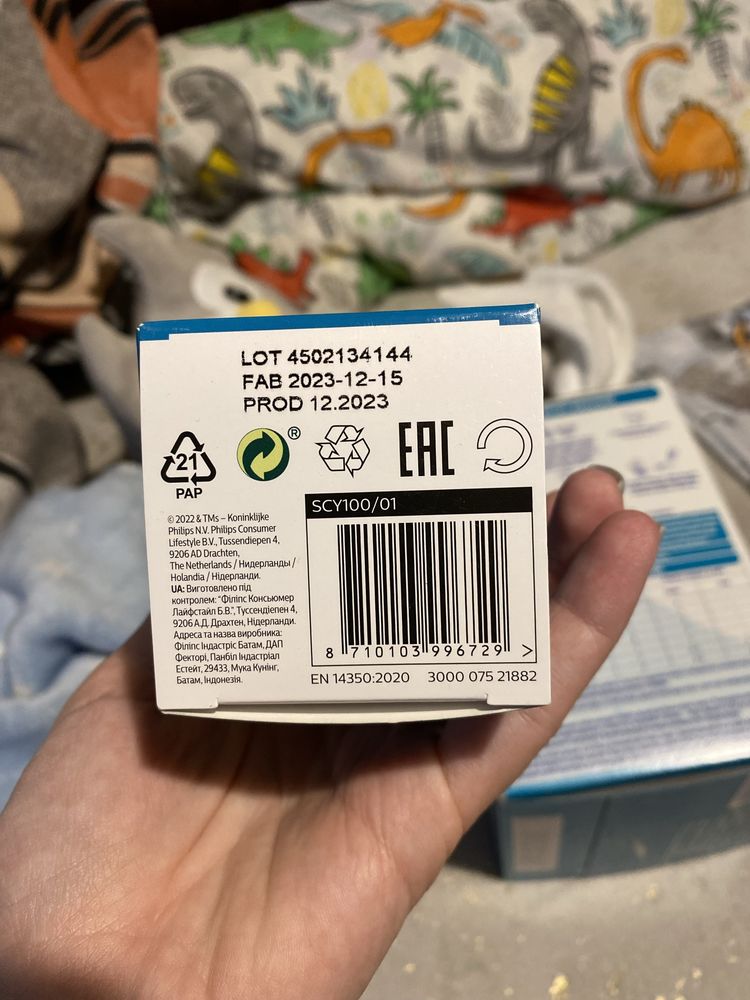 LOT 4502134144
FAB 2023-12-15
PROD 12.2023
21
PAP
®
EAC
SCY100/01
© 2022 & TMs – Koninklijke
Philips N.V. Philips Consumer
Lifestyle B.V., Tussendiepen 4,
9206 AD Drachten,
The Netherlands / Нидерланды /
Holandia / Нідерланди.
UA: Виготовлено під
контролем: "Філіпс Консьюмер
Лайфстайл Б.В.", Туссендіепен 4,
9206 А.Д. Драхтен, Нідерланди.
Адреса та назва виробника:
Філіпс Індастріс Батам, ДАП
Фекторі, Панбіл Індастріал
Естейт, 29433, Мука Кунінг,
Батам, Індонезія.
8 710103 996729 >
EN 14350:2020 3000 075 21882